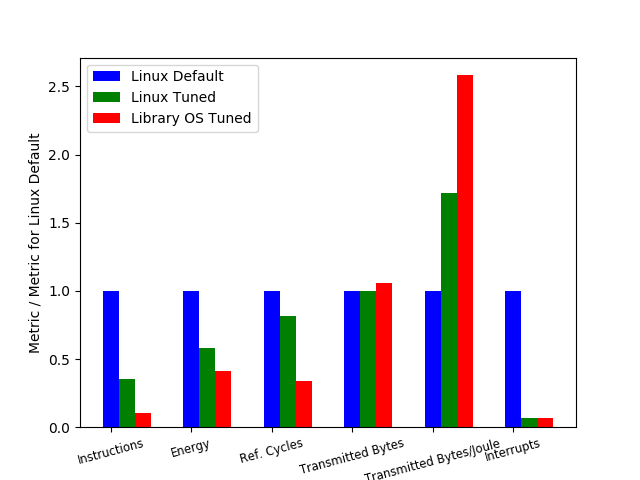 Linux Default
Linux Tuned
Library OS Tuned
Metric / Metric for Linux Default
2.5
2.0
1.5
1.0
0.5
0.0
Instructions
Energy
Ref. Cycles
Transmitted Bytes
Transmitted Bytes/Joule
Interrupts